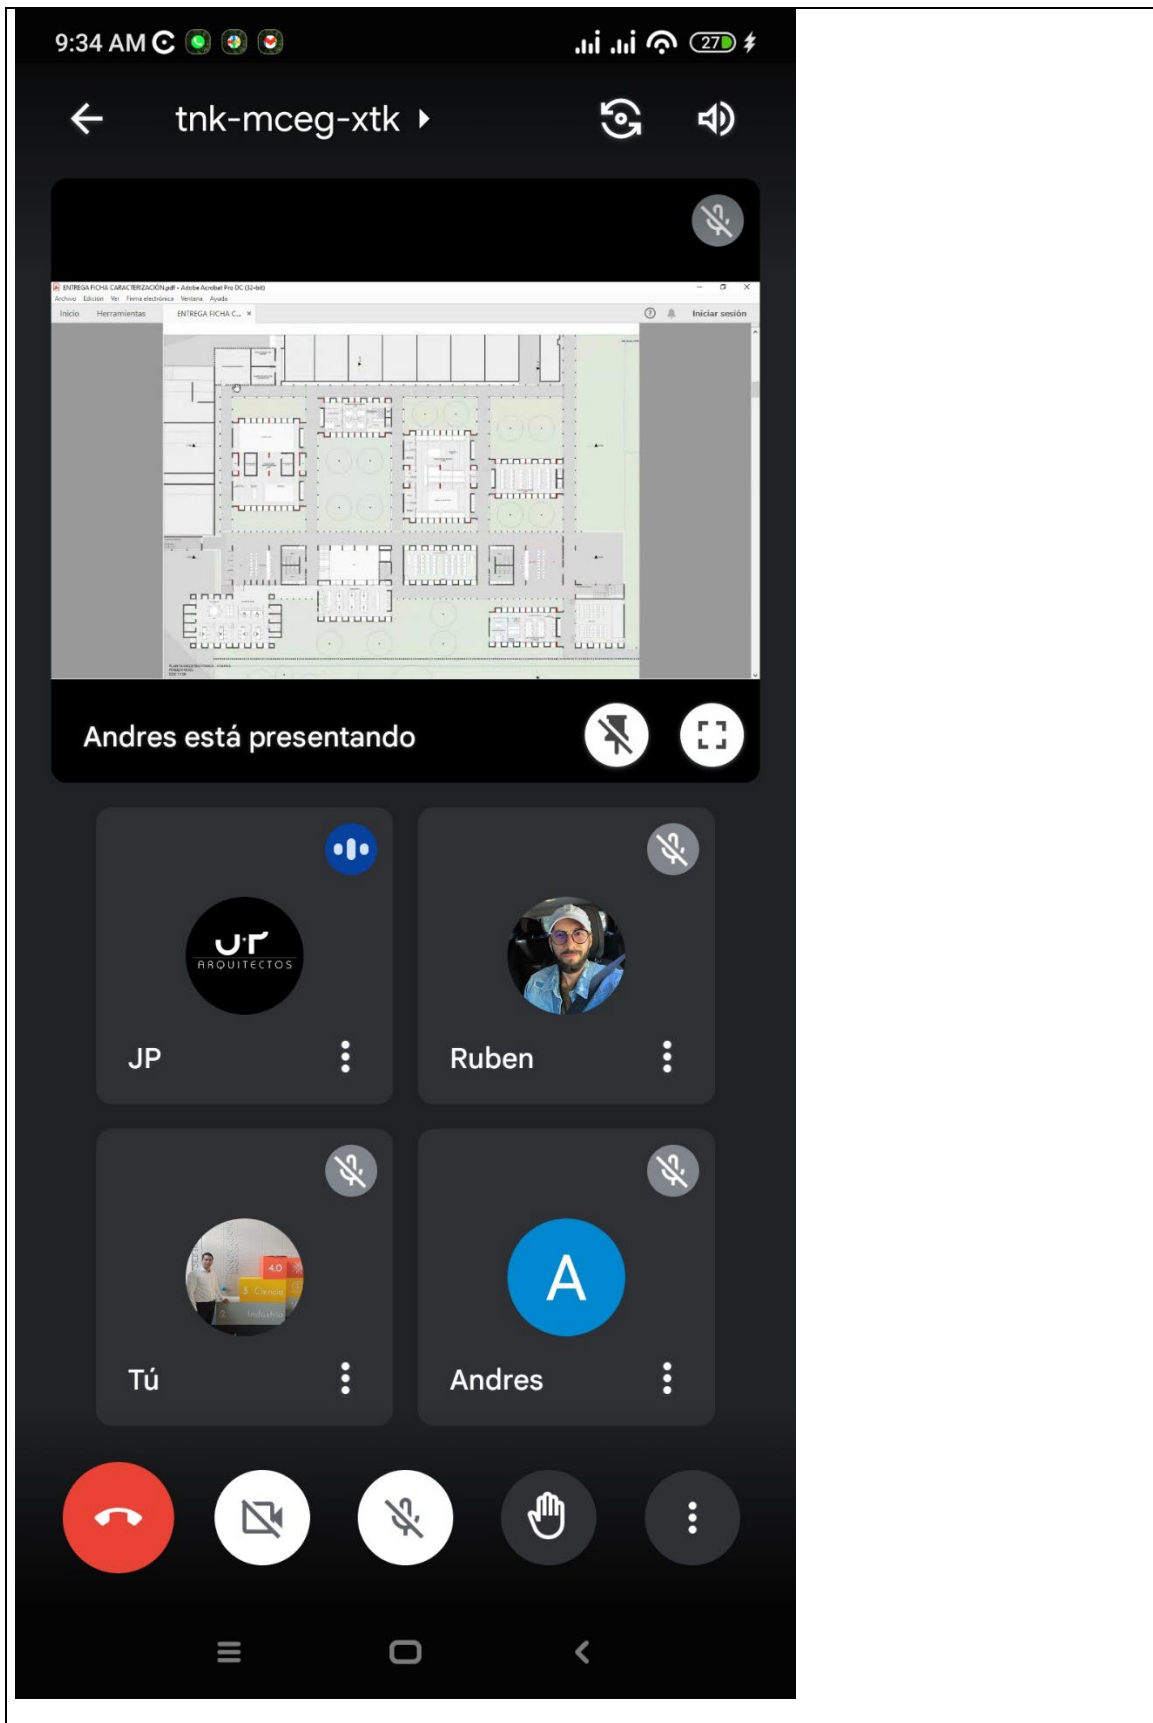 9:34 AM
27
tnk-mceg-xtk
ENTREGA FICHA CARACTERIZACIÓN.pdf - Adobe Acrobat Pro DC (32-bit)
Archivo Edición Ver Firma electrónica Ventana Ayuda
Inicio Herramientas ENTREGA FICHA C... × Iniciar sesión
Andres está presentando
ARQUITECTOS
JP
Ruben
4.0
3 Ciencia
2 Industria
A
Tú
Andres